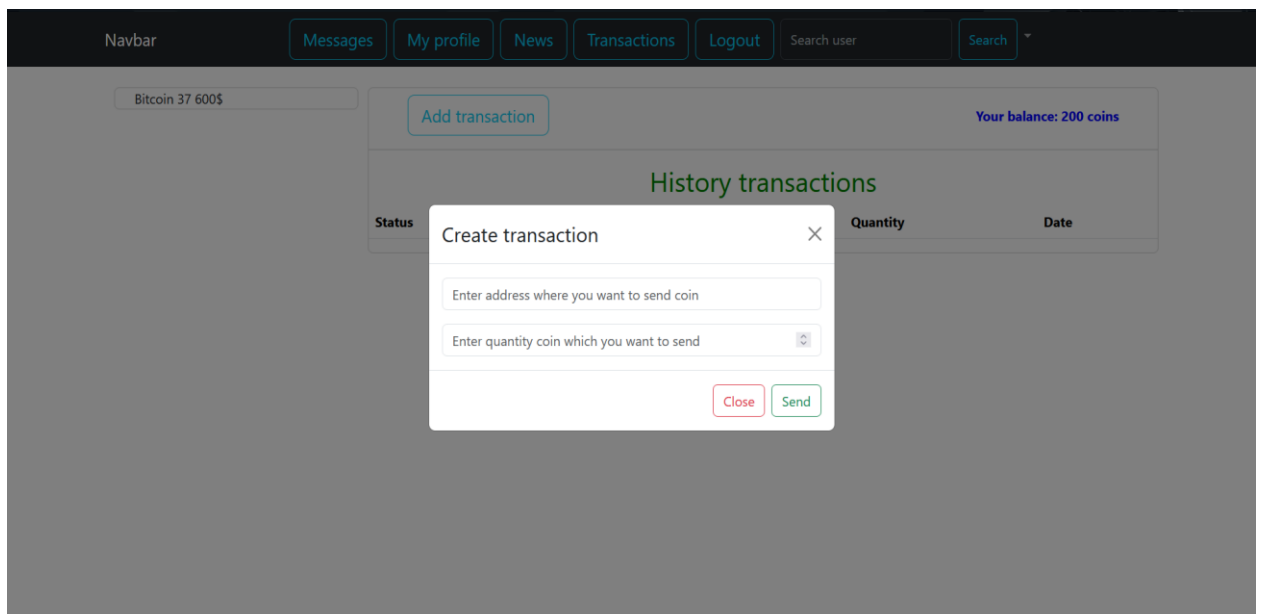 Navbar Messages My profile News Transactions Logout Search user Search
Bitcoin 37 600$
Add transaction Your balance: 200 coins
History transactions
Status Quantity Date
Create transaction
Enter address where you want to send coin
Enter quantity coin which you want to send
Close Send